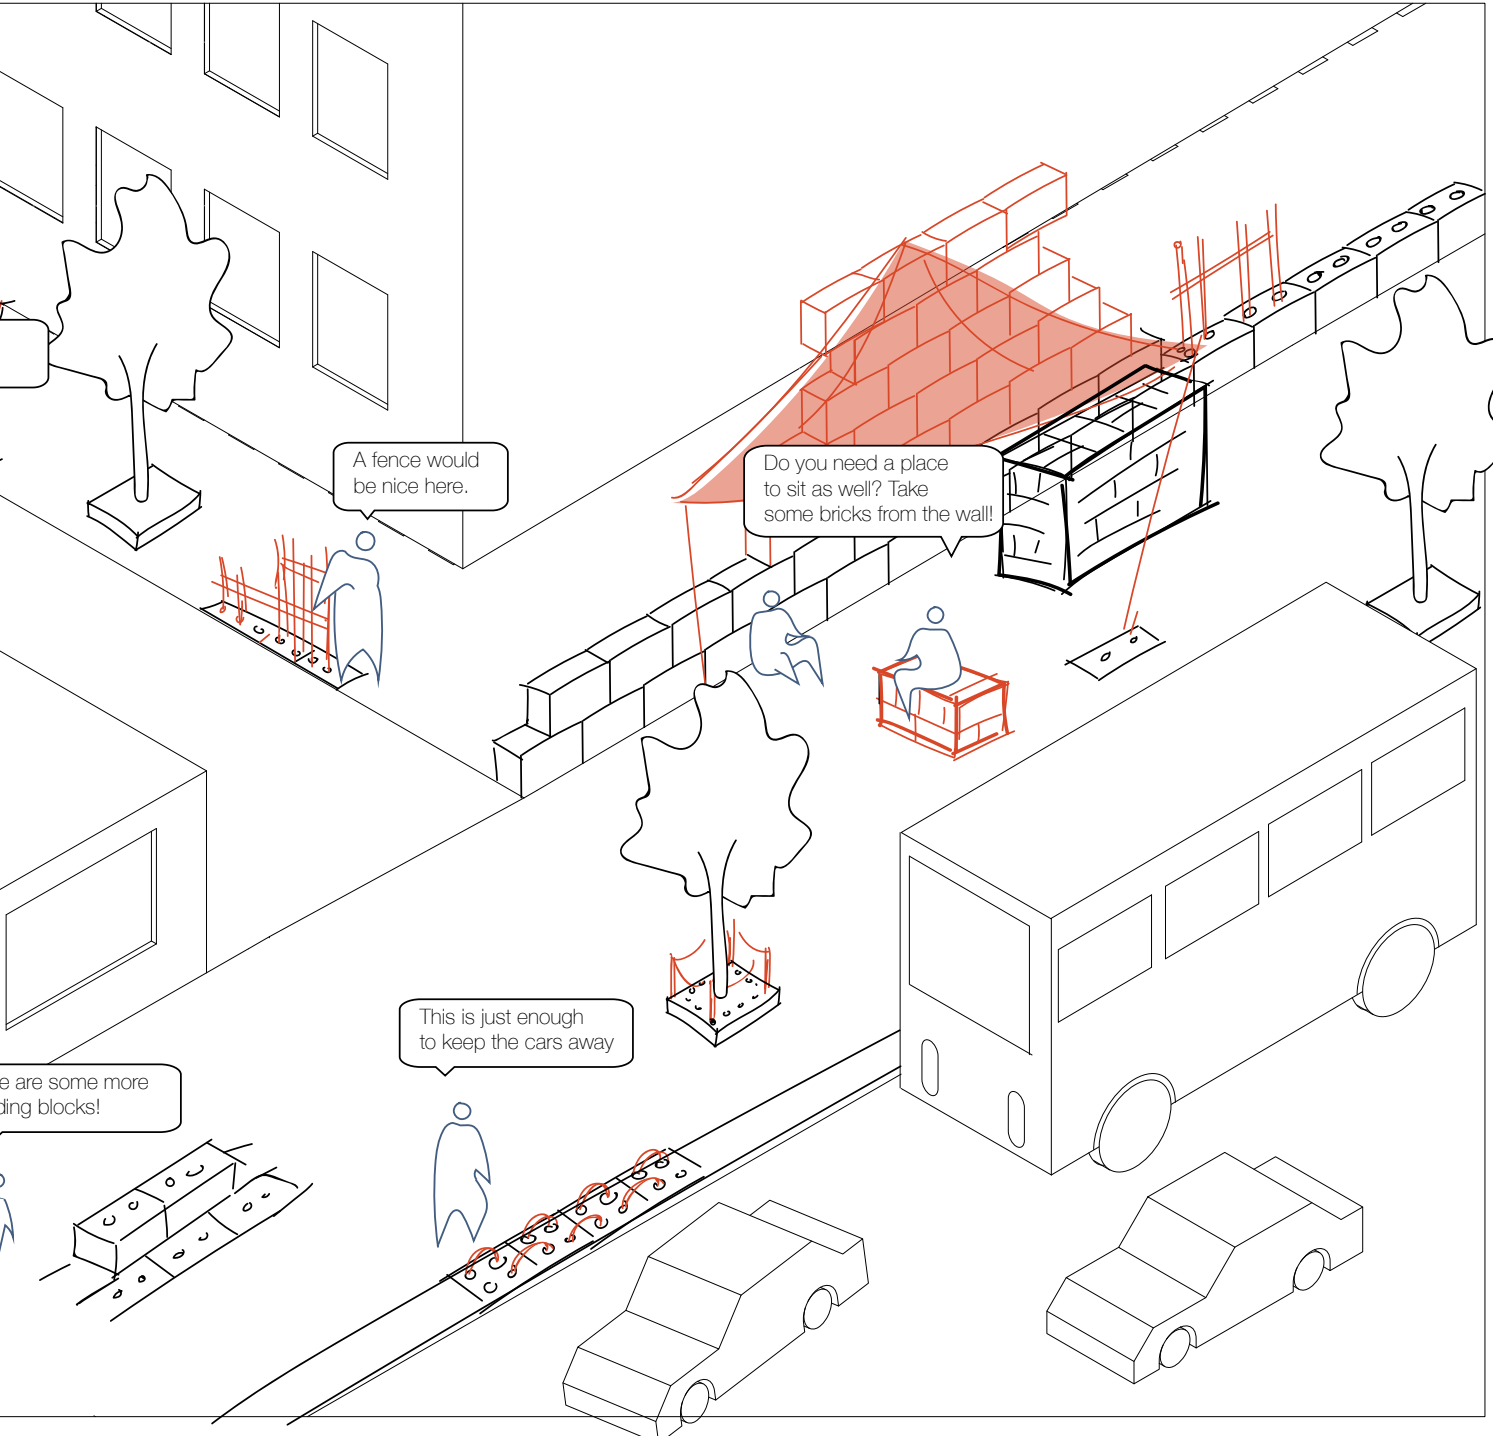 A fence would
be nice here.
Do you need a place
to sit as well? Take
some bricks from the wall!
This is just enough
to keep the cars away
are some more
blocks!